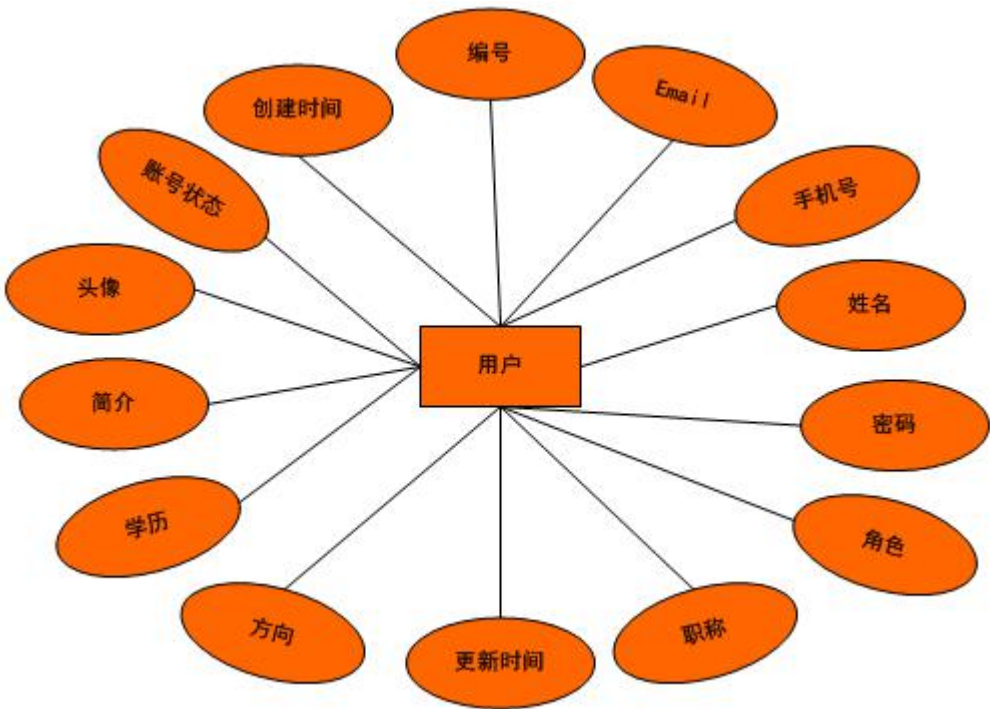 编号
Email
创建时间
账号状态
手机号
头像
姓名
用户
简介
密码
学历
角色
方向
更新时间
职称